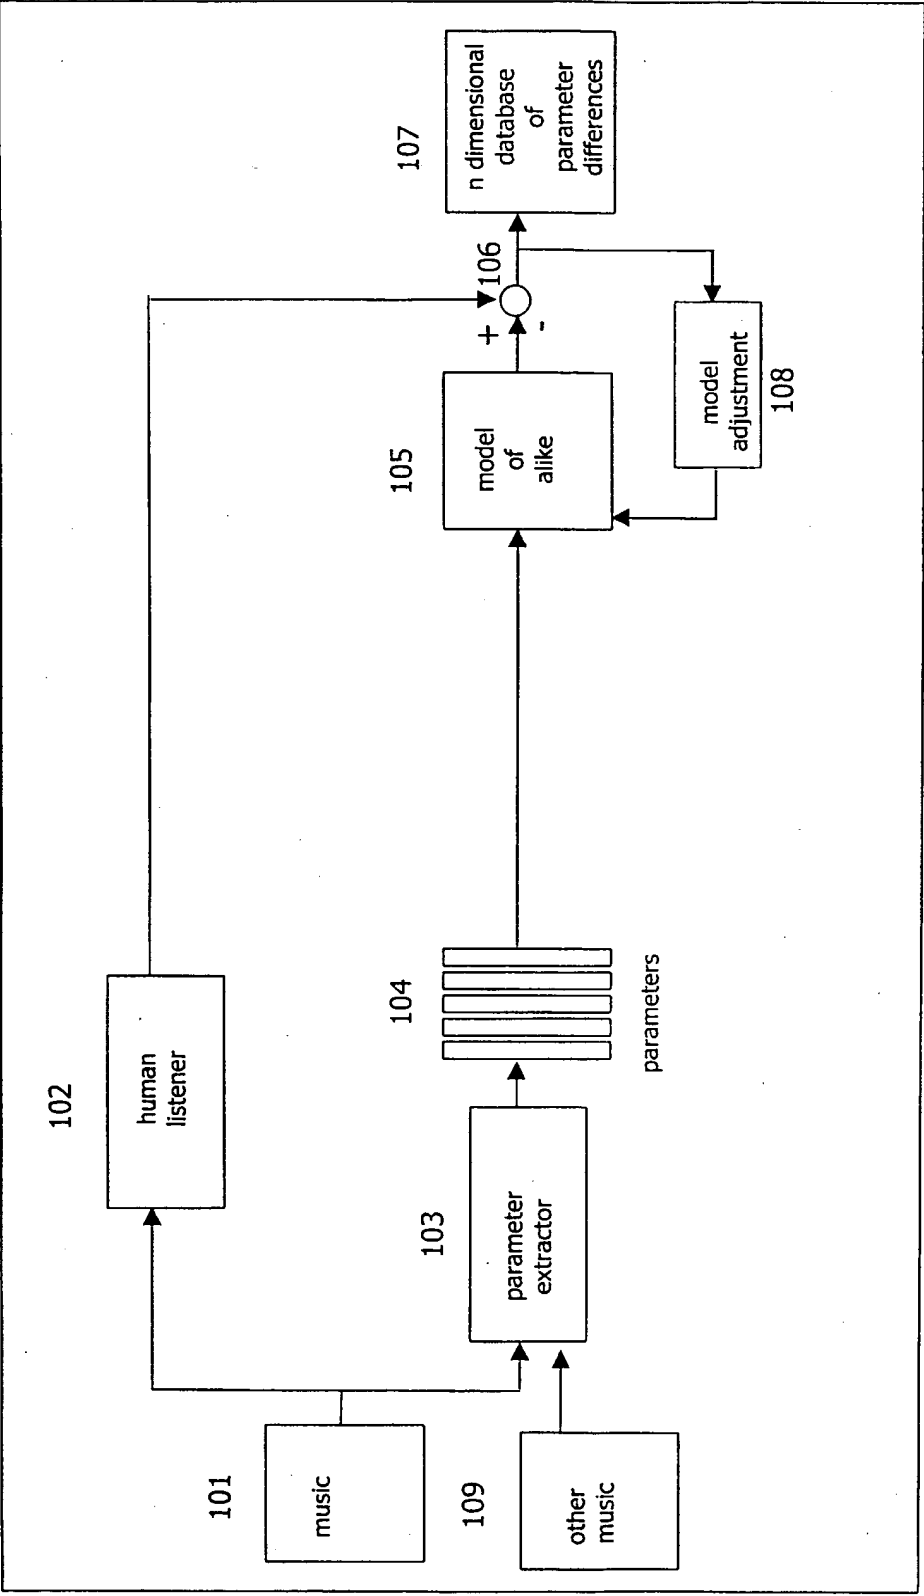 101
music
109
other
music
102
human
listener
103
parameter
extractor
104
parameters
105
model
of
alike
+
-
106
107
n dimensional
database
of
parameter
differences
model
adjustment
108